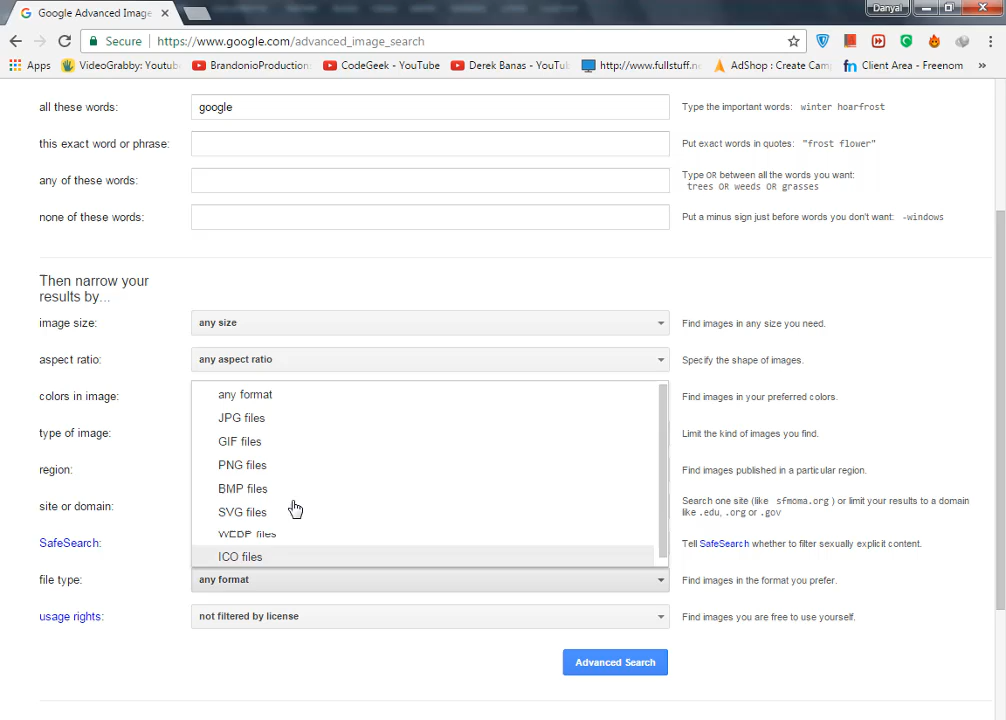 Google Advanced Image
Danyal
Secure https://www.google.com/advanced_image_search
Apps VideoGrabby: Youtub BrandonioProduction CodeGeek - YouTube Derek Banas - YouTu http://www.fullstuff.ne AdShop : Create Cam Client Area - Freenom »
all these words: google Type the important words: winter hoarfrost
this exact word or phrase: Put exact words in quotes: "frost flower"
any of these words: Type OR between all the words you want:
trees OR weeds OR grasses
none of these words: Put a minus sign just before words you don't want: -windows
Then narrow your
results by...
image size: any size Find images in any size you need.
aspect ratio: any aspect ratio Specify the shape of images.
colors in image: any format Find images in your preferred colors.
JPG files
type of image: GIF files Limit the kind of images you find.
region: PNG files Find images published in a particular region.
BMP files
site or domain: SVG files Search one site (like sfmoma.org ) or limit your results to a domain
like .edu, .org or .gov
WEBP files
SafeSearch: Tell SafeSearch whether to filter sexually explicit content.
ICO files
file type: any format Find images in the format you prefer.
usage rights: not filtered by license Find images you are free to use yourself.
Advanced Search